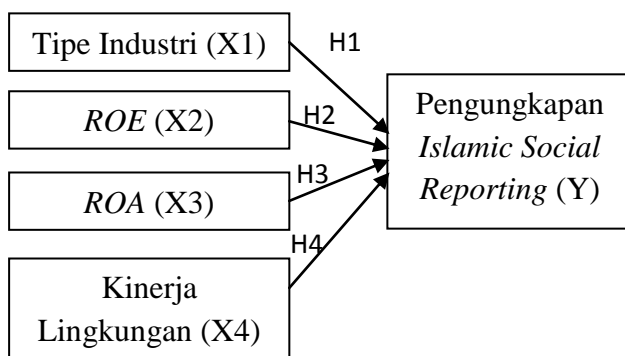 Tipe Industri (X1)
H1
ROE (X2)
H2
ROA (X3)
H3
Kinerja
Lingkungan (X4)
H4
Pengungkapan
Islamic Social
Reporting (Y)